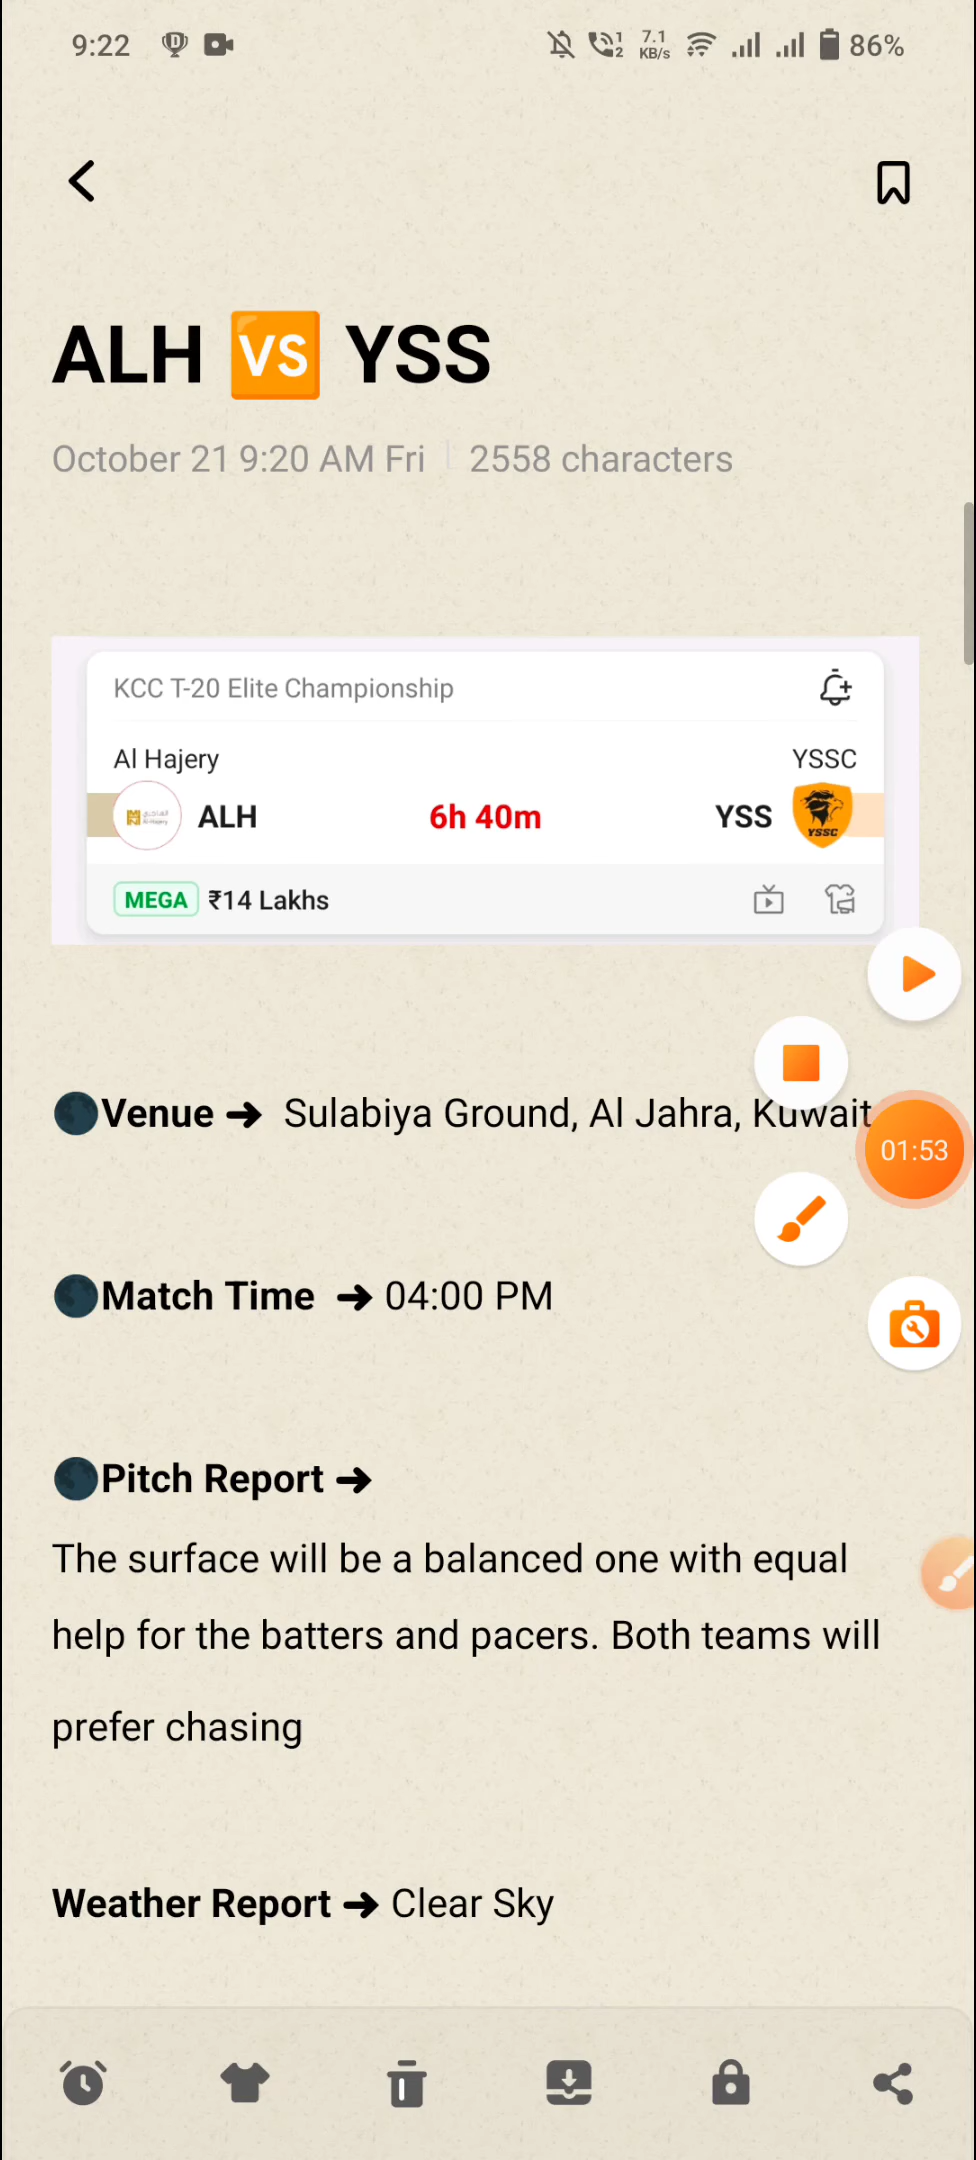 9:22
1
2
7.1
KB/s
86%
ALH VS YSS
October 21 9:20 AM Fri | 2558 characters
KCC T-20 Elite Championship
Al Hajery
YSSC
ALH
6h 40m
YSS
YSSC
MEGA ₹14 Lakhs
Venue ➜ Sulabiya Ground, Al Jahra, Kuwait
01:53
Match Time ➜ 04:00 PM
Pitch Report ➜
The surface will be a balanced one with equal
help for the batters and pacers. Both teams will
prefer chasing
Weather Report ➜ Clear Sky